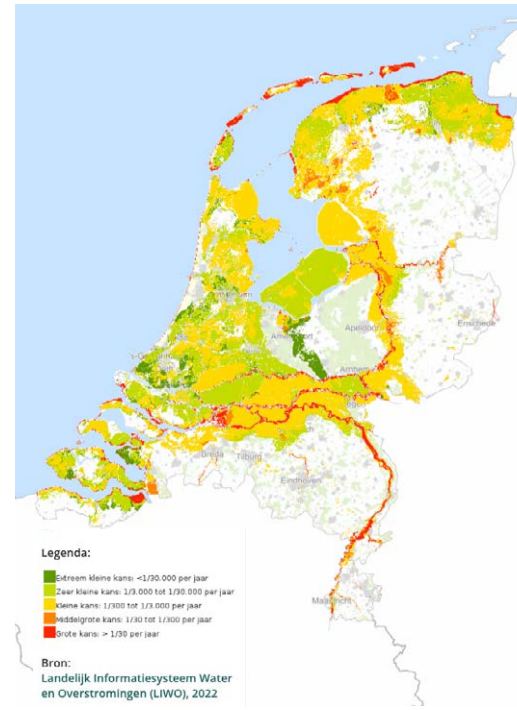 Apeldoorn
Enschede
Arnhem
Breda
Tilburg
Eindhoven
Maastricht
Legenda:
Extreem kleine kans: <1/30.000 per jaar
Zeer kleine kans: 1/3.000 tot 1/30.000 per jaar
Kleine kans: 1/300 tot 1/3.000 per jaar
Middelgrote kans: 1/30 tot 1/300 per jaar
Grote kans: > 1/30 per jaar
Bron:
Landelijk Informatiesysteem Water
en Overstromingen (LIWO), 2022